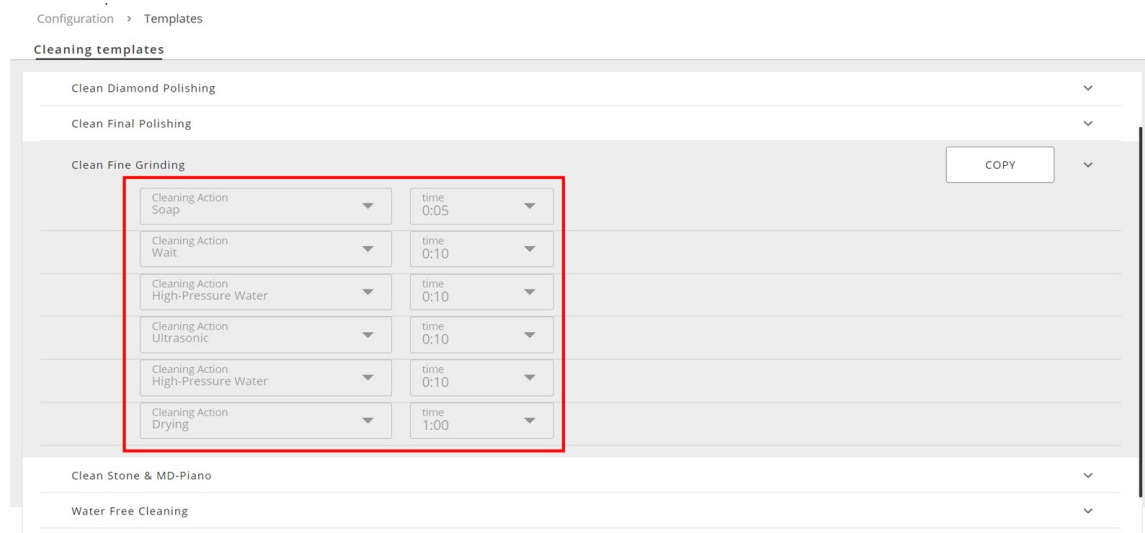 Configuration > Templates
Cleaning templates
Clean Diamond Polishing
Clean Final Polishing
Clean Fine Grinding COPY
Cleaning Action time
Soap 0:05
Cleaning Action time
Wait 0:10
Cleaning Action time
High-Pressure Water 0:10
Cleaning Action time
Ultrasonic 0:10
Cleaning Action time
High-Pressure Water 0:10
Cleaning Action time
Drying 1:00
Clean Stone & MD-Piano
Water Free Cleaning